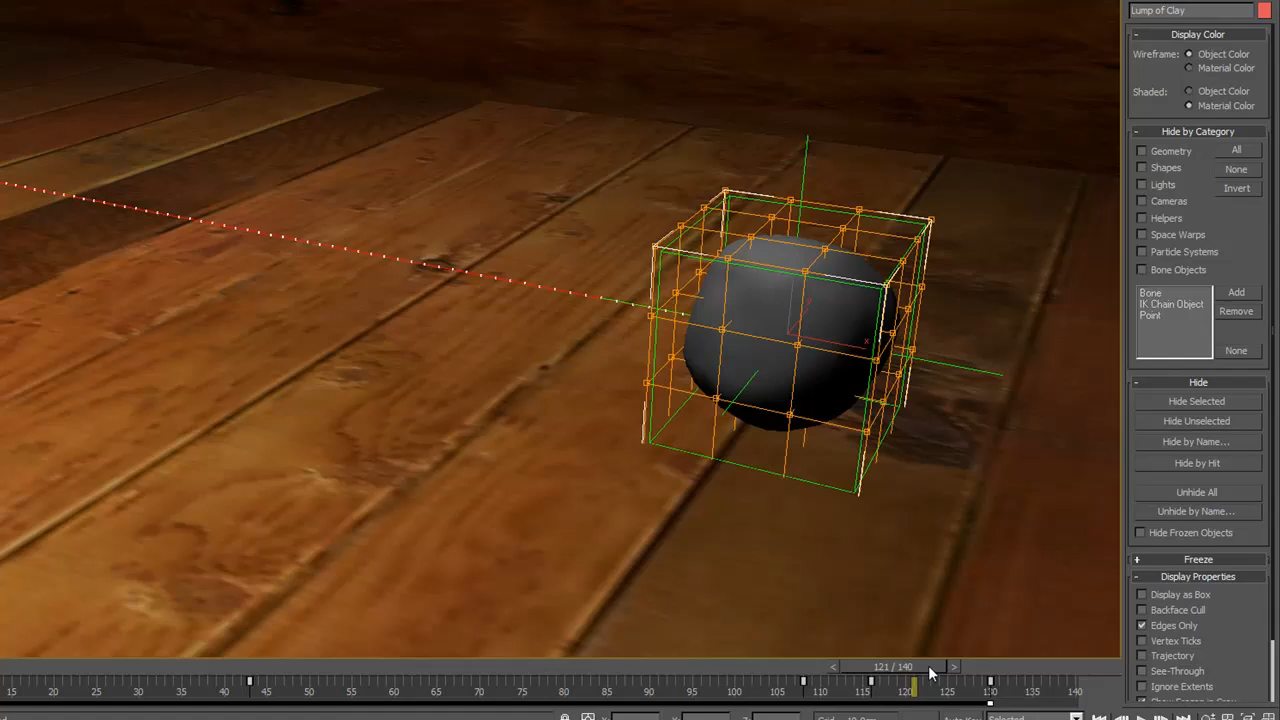 Lump of Clay
- Display Color
Wireframe: Object Color
Material Color
Shaded: Object Color
Material Color
- Hide by Category
Geometry All
Shapes
Lights None
Cameras Invert
Helpers
Space Warps
Particle Systems
Bone Objects
Bone Add
IK Chain Object
Point Remove
None
- Hide
Hide Selected
Hide Unselected
Hide by Name...
Hide by Hit
Unhide All
Unhide by Name...
Hide Frozen Objects
+ Freeze
- Display Properties
Display as Box
Backface Cull
Edges Only
Vertex Ticks
Trajectory
See-Through
Ignore Extents
x
< 121 / 140 >
15 20 25 30 35 40 45 50 55 60 65 70 75 80 85 90 95 100 105 110 115 120 125 130 135 140